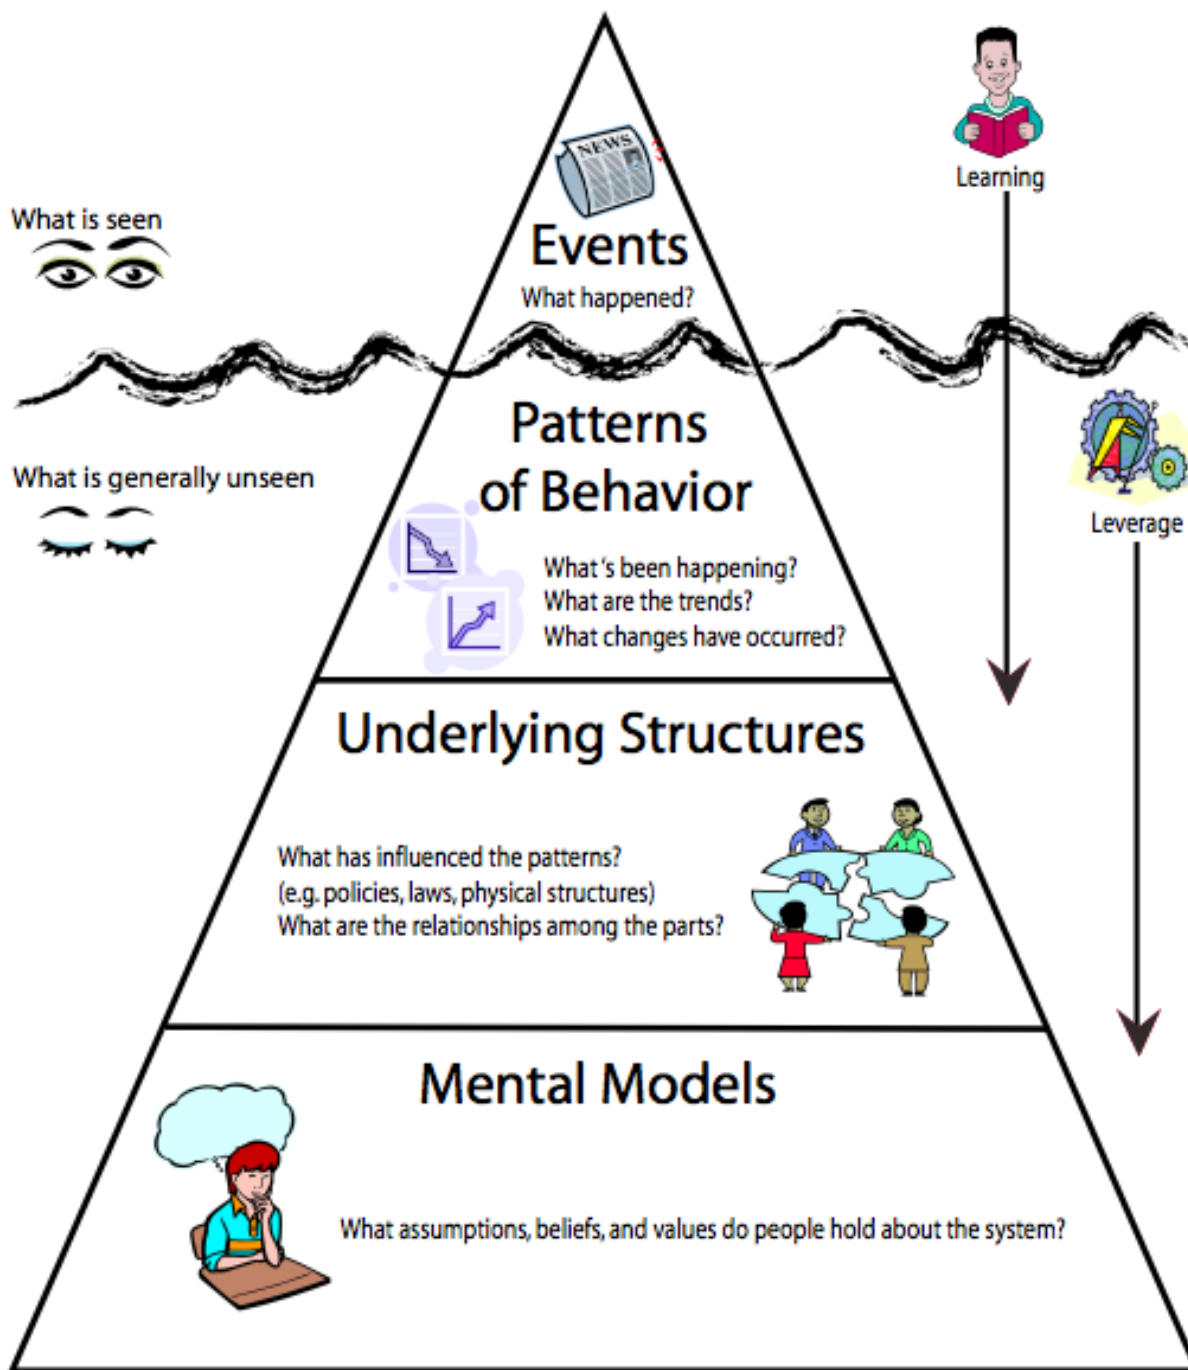 NEWS
Learning
What is seen
Events
What happened?
Patterns
of Behavior
What is generally unseen
Leverage
What's been happening?
What are the trends?
What changes have occurred?
Underlying Structures
What has influenced the patterns?
(e.g. policies, laws, physical structures)
What are the relationships among the parts?
Mental Models
What assumptions, beliefs, and values do people hold about the system?